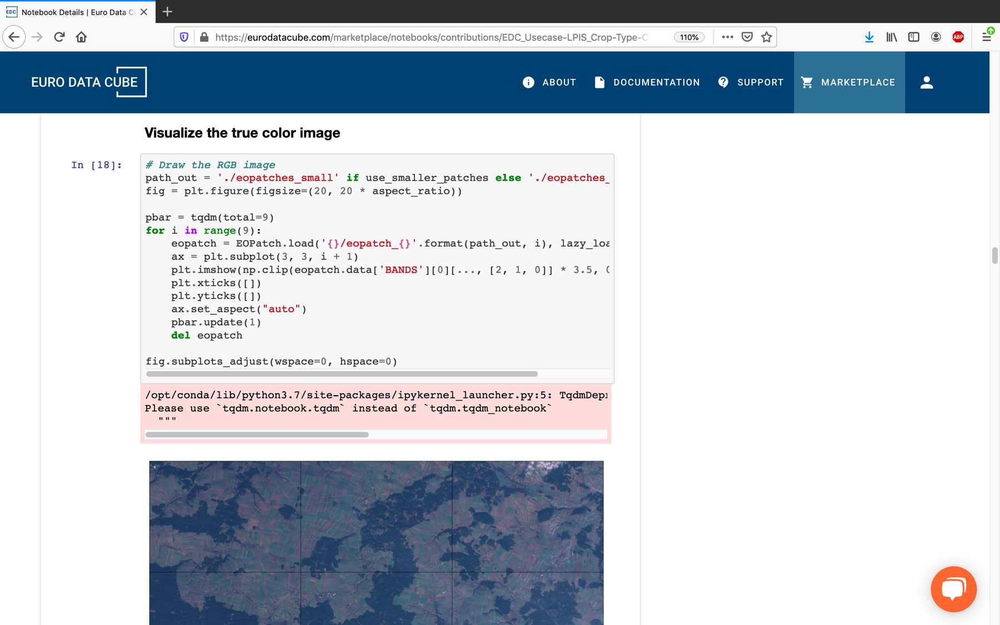 EDC Notebook Details | Euro Data
https://eurodatacube.com/marketplace/notebooks/contributions/EDC_Usecase-LPIS_Crop-Type-C 110% ABP
EURO DATA CUBE ABOUT DOCUMENTATION SUPPORT MARKETPLACE
Visualize the true color image
In [18]:
# Draw the RGB image
path_out = './eopatches_small' if use_smaller_patches else './eopatches_
fig = plt.figure(figsize=(20, 20 * aspect_ratio))
pbar = tqdm(total=9)
for i in range(9):
    eopatch = EOPatch.load('{}/eopatch_{}'.format(path_out, i), lazy_loa
    ax = plt.subplot(3, 3, i + 1)
    plt.imshow(np.clip(eopatch.data['BANDS'][0][..., [2, 1, 0]] * 3.5, 0
    plt.xticks([])
    plt.yticks([])
    ax.set_aspect("auto")
    pbar.update(1)
    del eopatch
fig.subplots_adjust(wspace=0, hspace=0)
/opt/conda/lib/python3.7/site-packages/ipykernel_launcher.py:5: TqdmDepr
Please use `tqdm.notebook.tqdm` instead of `tqdm.tqdm_notebook`
  """